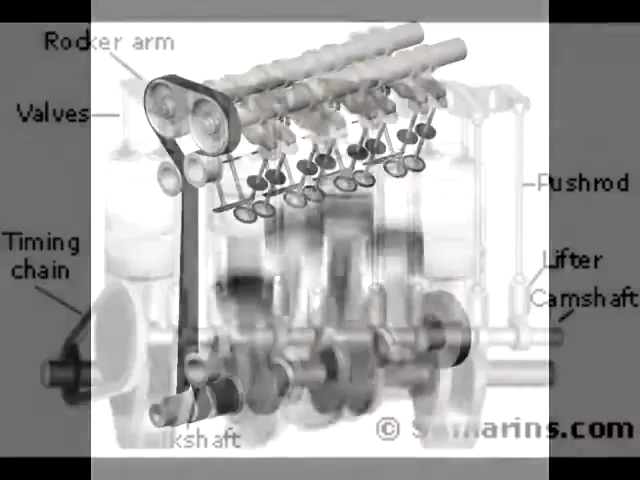 Rocker arm
Valves
Pushrod
Timing
chain
Lifter
Camshaft